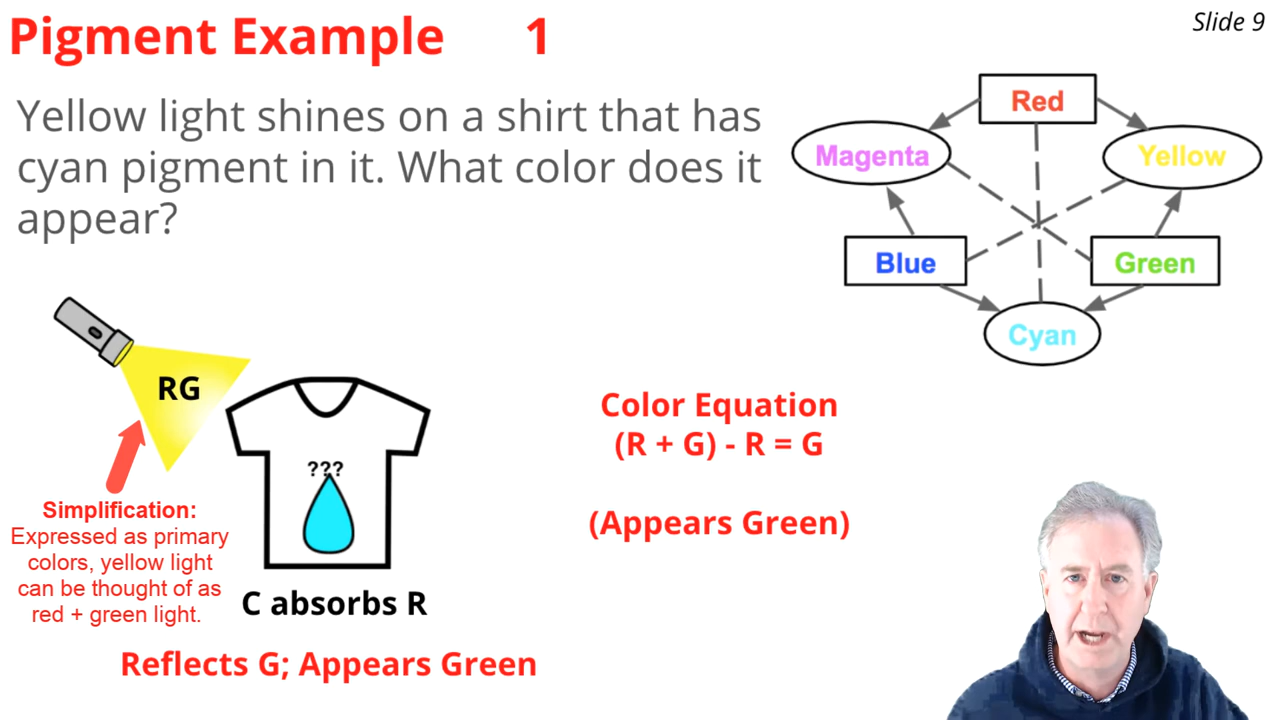 Pigment Example 1
Slide 9
Yellow light shines on a shirt that has
cyan pigment in it. What color does it
appear?
Red
Magenta
Yellow
Blue
Green
Cyan
RG
???
Simplification:
Expressed as primary
colors, yellow light
can be thought of as
red + green light.
C absorbs R
Reflects G; Appears Green
Color Equation
(R + G) - R = G
(Appears Green)